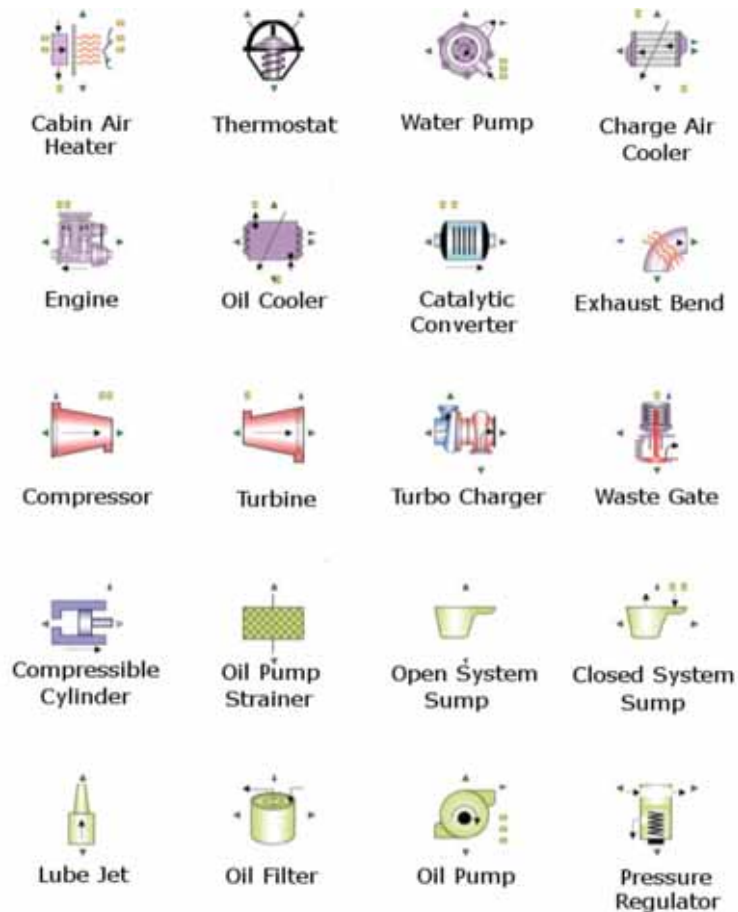 Cabin Air
Heater
Thermostat
Water Pump
Charge Air
Cooler
Engine
Oil Cooler
Catalytic
Converter
Exhaust Bend
Compressor
Turbine
Turbo Charger
Waste Gate
Compressible
Cylinder
Oil Pump
Strainer
Open System
Sump
Closed System
Sump
Lube Jet
Oil Filter
Oil Pump
Pressure
Regulator